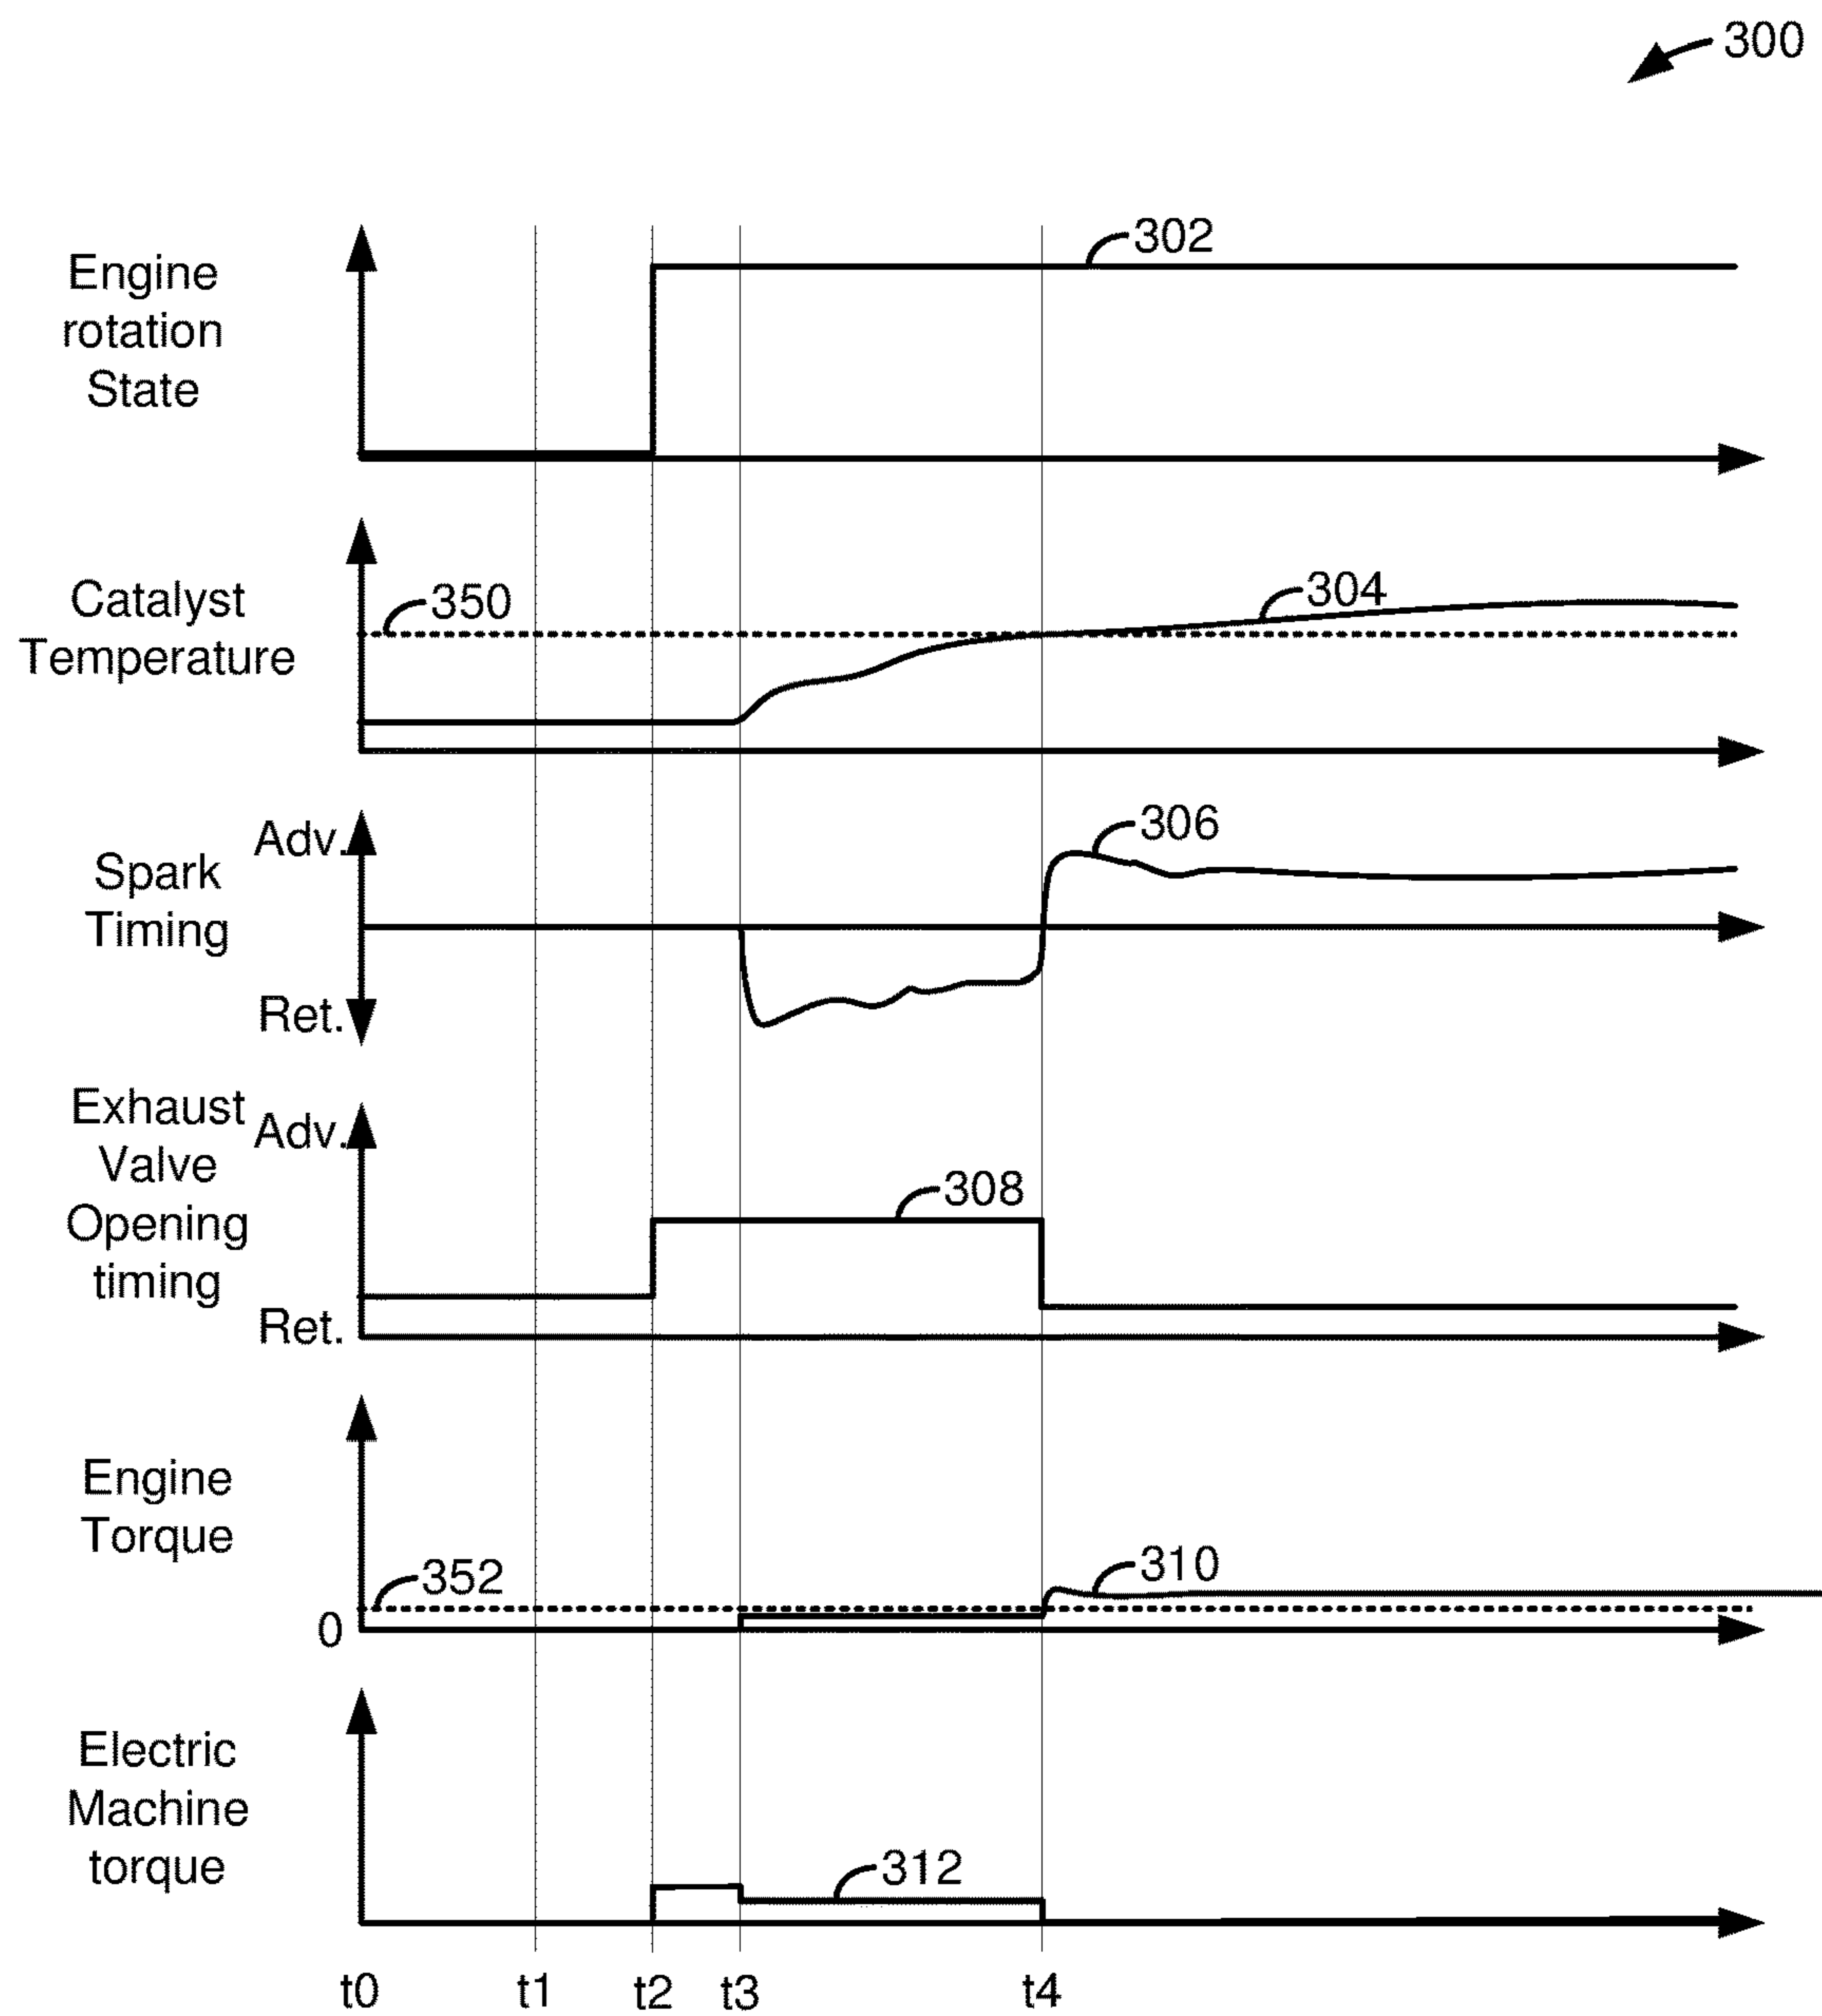 300
Engine
rotation
State
302
Catalyst
Temperature
350
304
Spark
Timing
Adv.
Ret.
306
Exhaust
Valve
Opening
timing
Adv.
Ret.
308
Engine
Torque
352
0
310
Electric
Machine
torque
312
t0 t1 t2 t3 t4